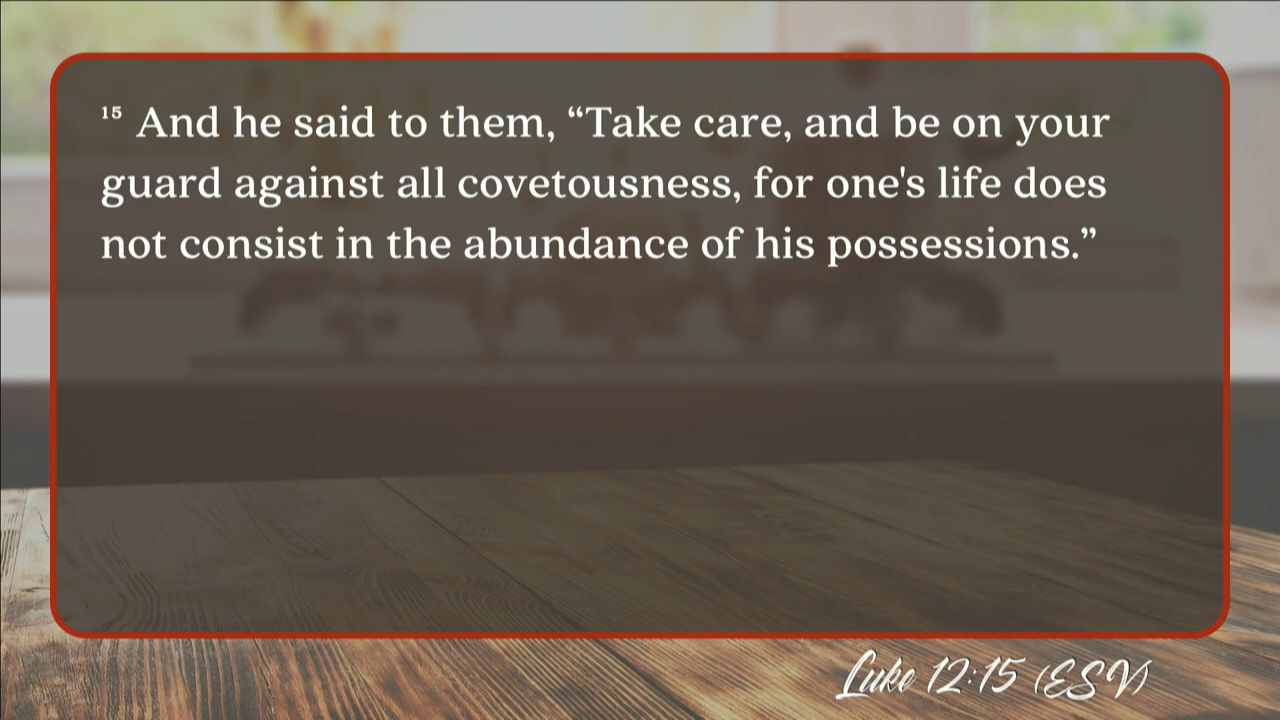 ¹⁵ And he said to them, “Take care, and be on your
guard against all covetousness, for one's life does
not consist in the abundance of his possessions.”
Luke 12:15 (ESV)